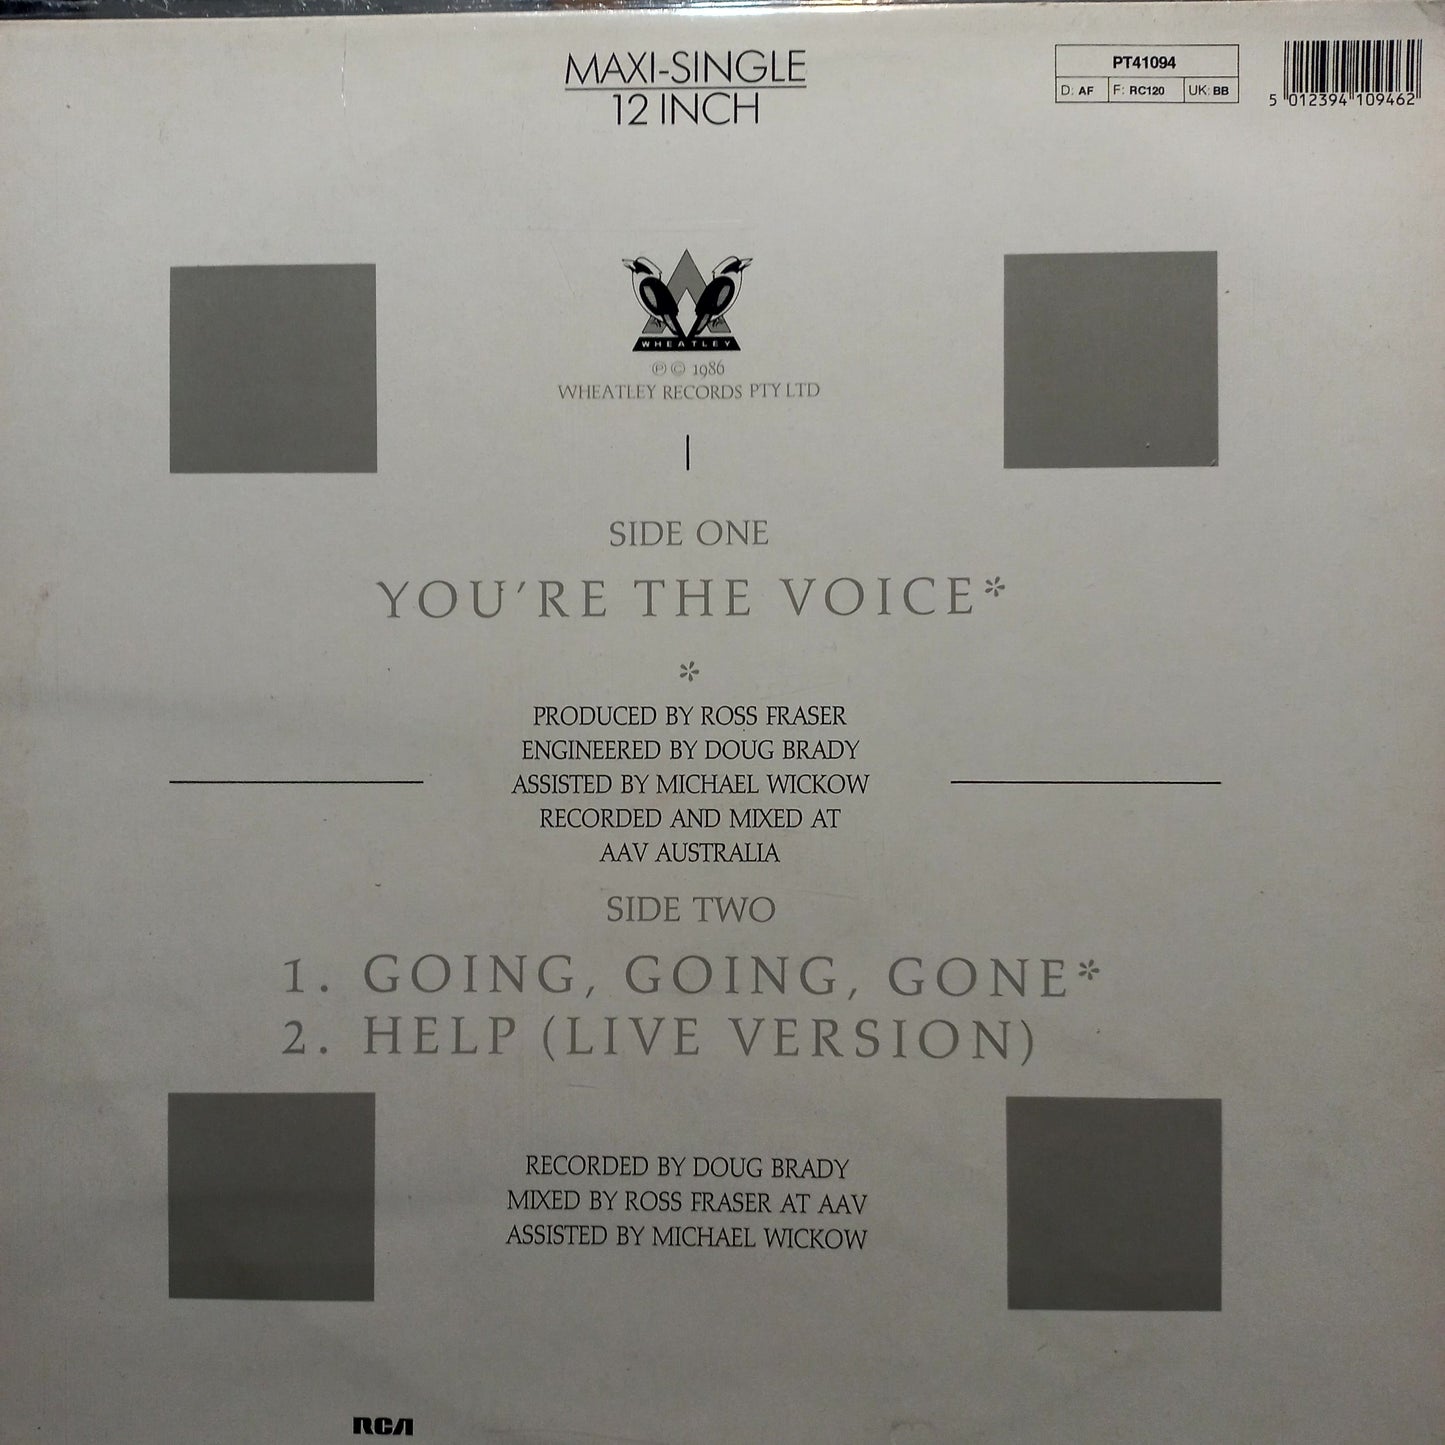 MAXI-SINGLE
12 INCH
PT41094
D: AF F: RC120 UK: BB
5 012394 109462
WHEATLEY
℗ © 1986
WHEATLEY RECORDS PTY LTD
SIDE ONE
YOU'RE THE VOICE*
*
PRODUCED BY ROSS FRASER
ENGINEERED BY DOUG BRADY
ASSISTED BY MICHAEL WICKOW
RECORDED AND MIXED AT
AAV AUSTRALIA
SIDE TWO
1. GOING, GOING, GONE*
2. HELP (LIVE VERSION)
RECORDED BY DOUG BRADY
MIXED BY ROSS FRASER AT AAV
ASSISTED BY MICHAEL WICKOW
RCA